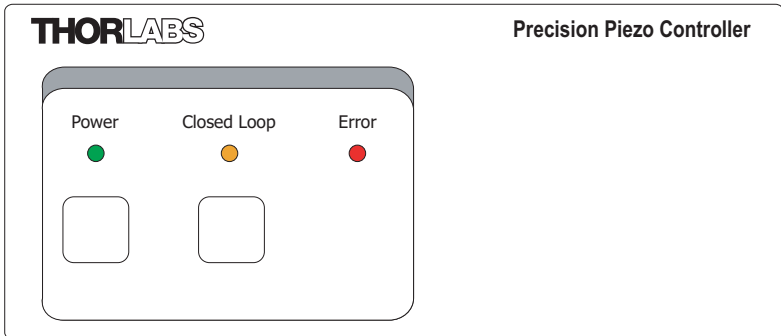 THORLABS
Precision Piezo Controller
Power
Closed Loop
Error